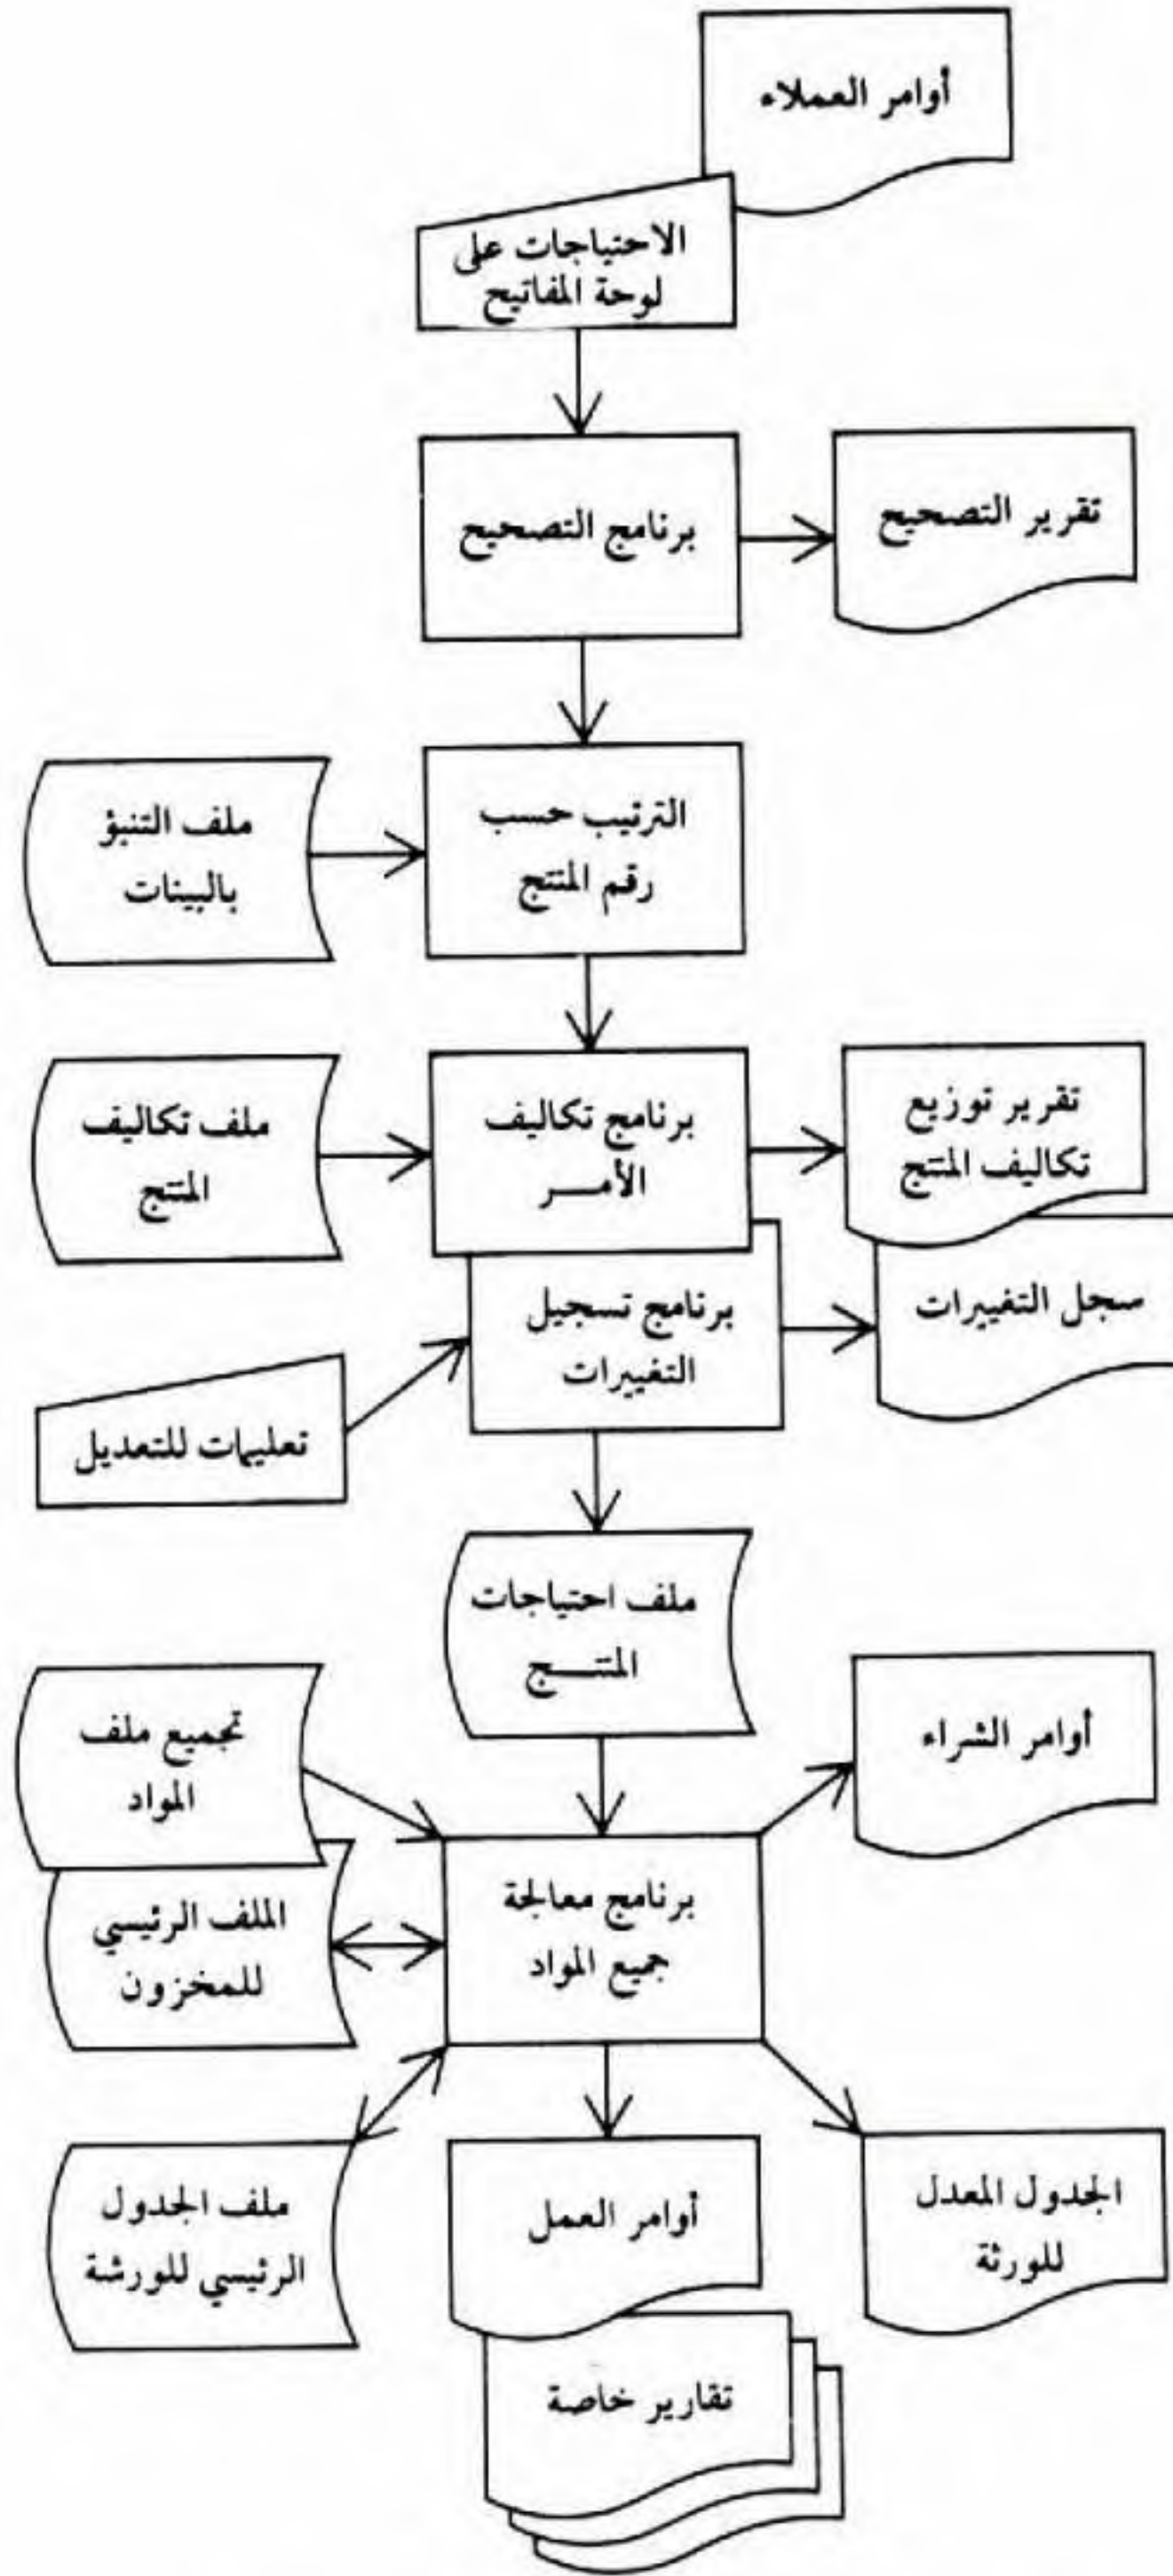 أوامر العملاء
الاحتياجات على
لوحة المفاتيح
برنامج التصحيح
تقرير التصحيح
الترتيب حسب
رقم المنتج
ملف التنبؤ
بالبينات
برنامج تكاليف
الأمـــر
ملف تكاليف
المنتج
تقرير توزيع
تكاليف المنتج
برنامج تسجيل
التغييرات
سجل التغييرات
تعليمات للتعديل
ملف احتياجات
المنتـــج
تجميع ملف
المواد
أوامر الشراء
برنامج معالجة
جميع المواد
الملف الرئيسي
للمخزون
ملف الجدول
الرئيسي للورشة
أوامر العمل
الجدول المعدل
للورثة
تقارير خاصة